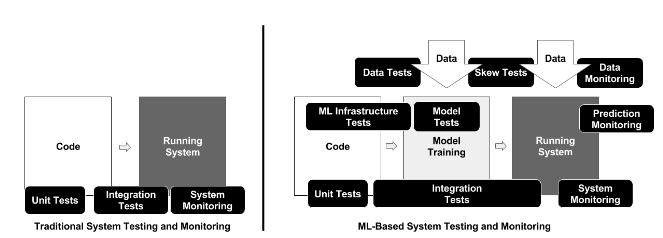 Code
Running
System
Unit Tests
Integration
Tests
System
Monitoring
Traditional System Testing and Monitoring
Data
Data
Data Tests
Skew Tests
Data
Monitoring
ML Infrastructure
Tests
Model
Tests
Prediction
Monitoring
Code
Model
Training
Running
System
Unit Tests
Integration
Tests
System
Monitoring
ML-Based System Testing and Monitoring